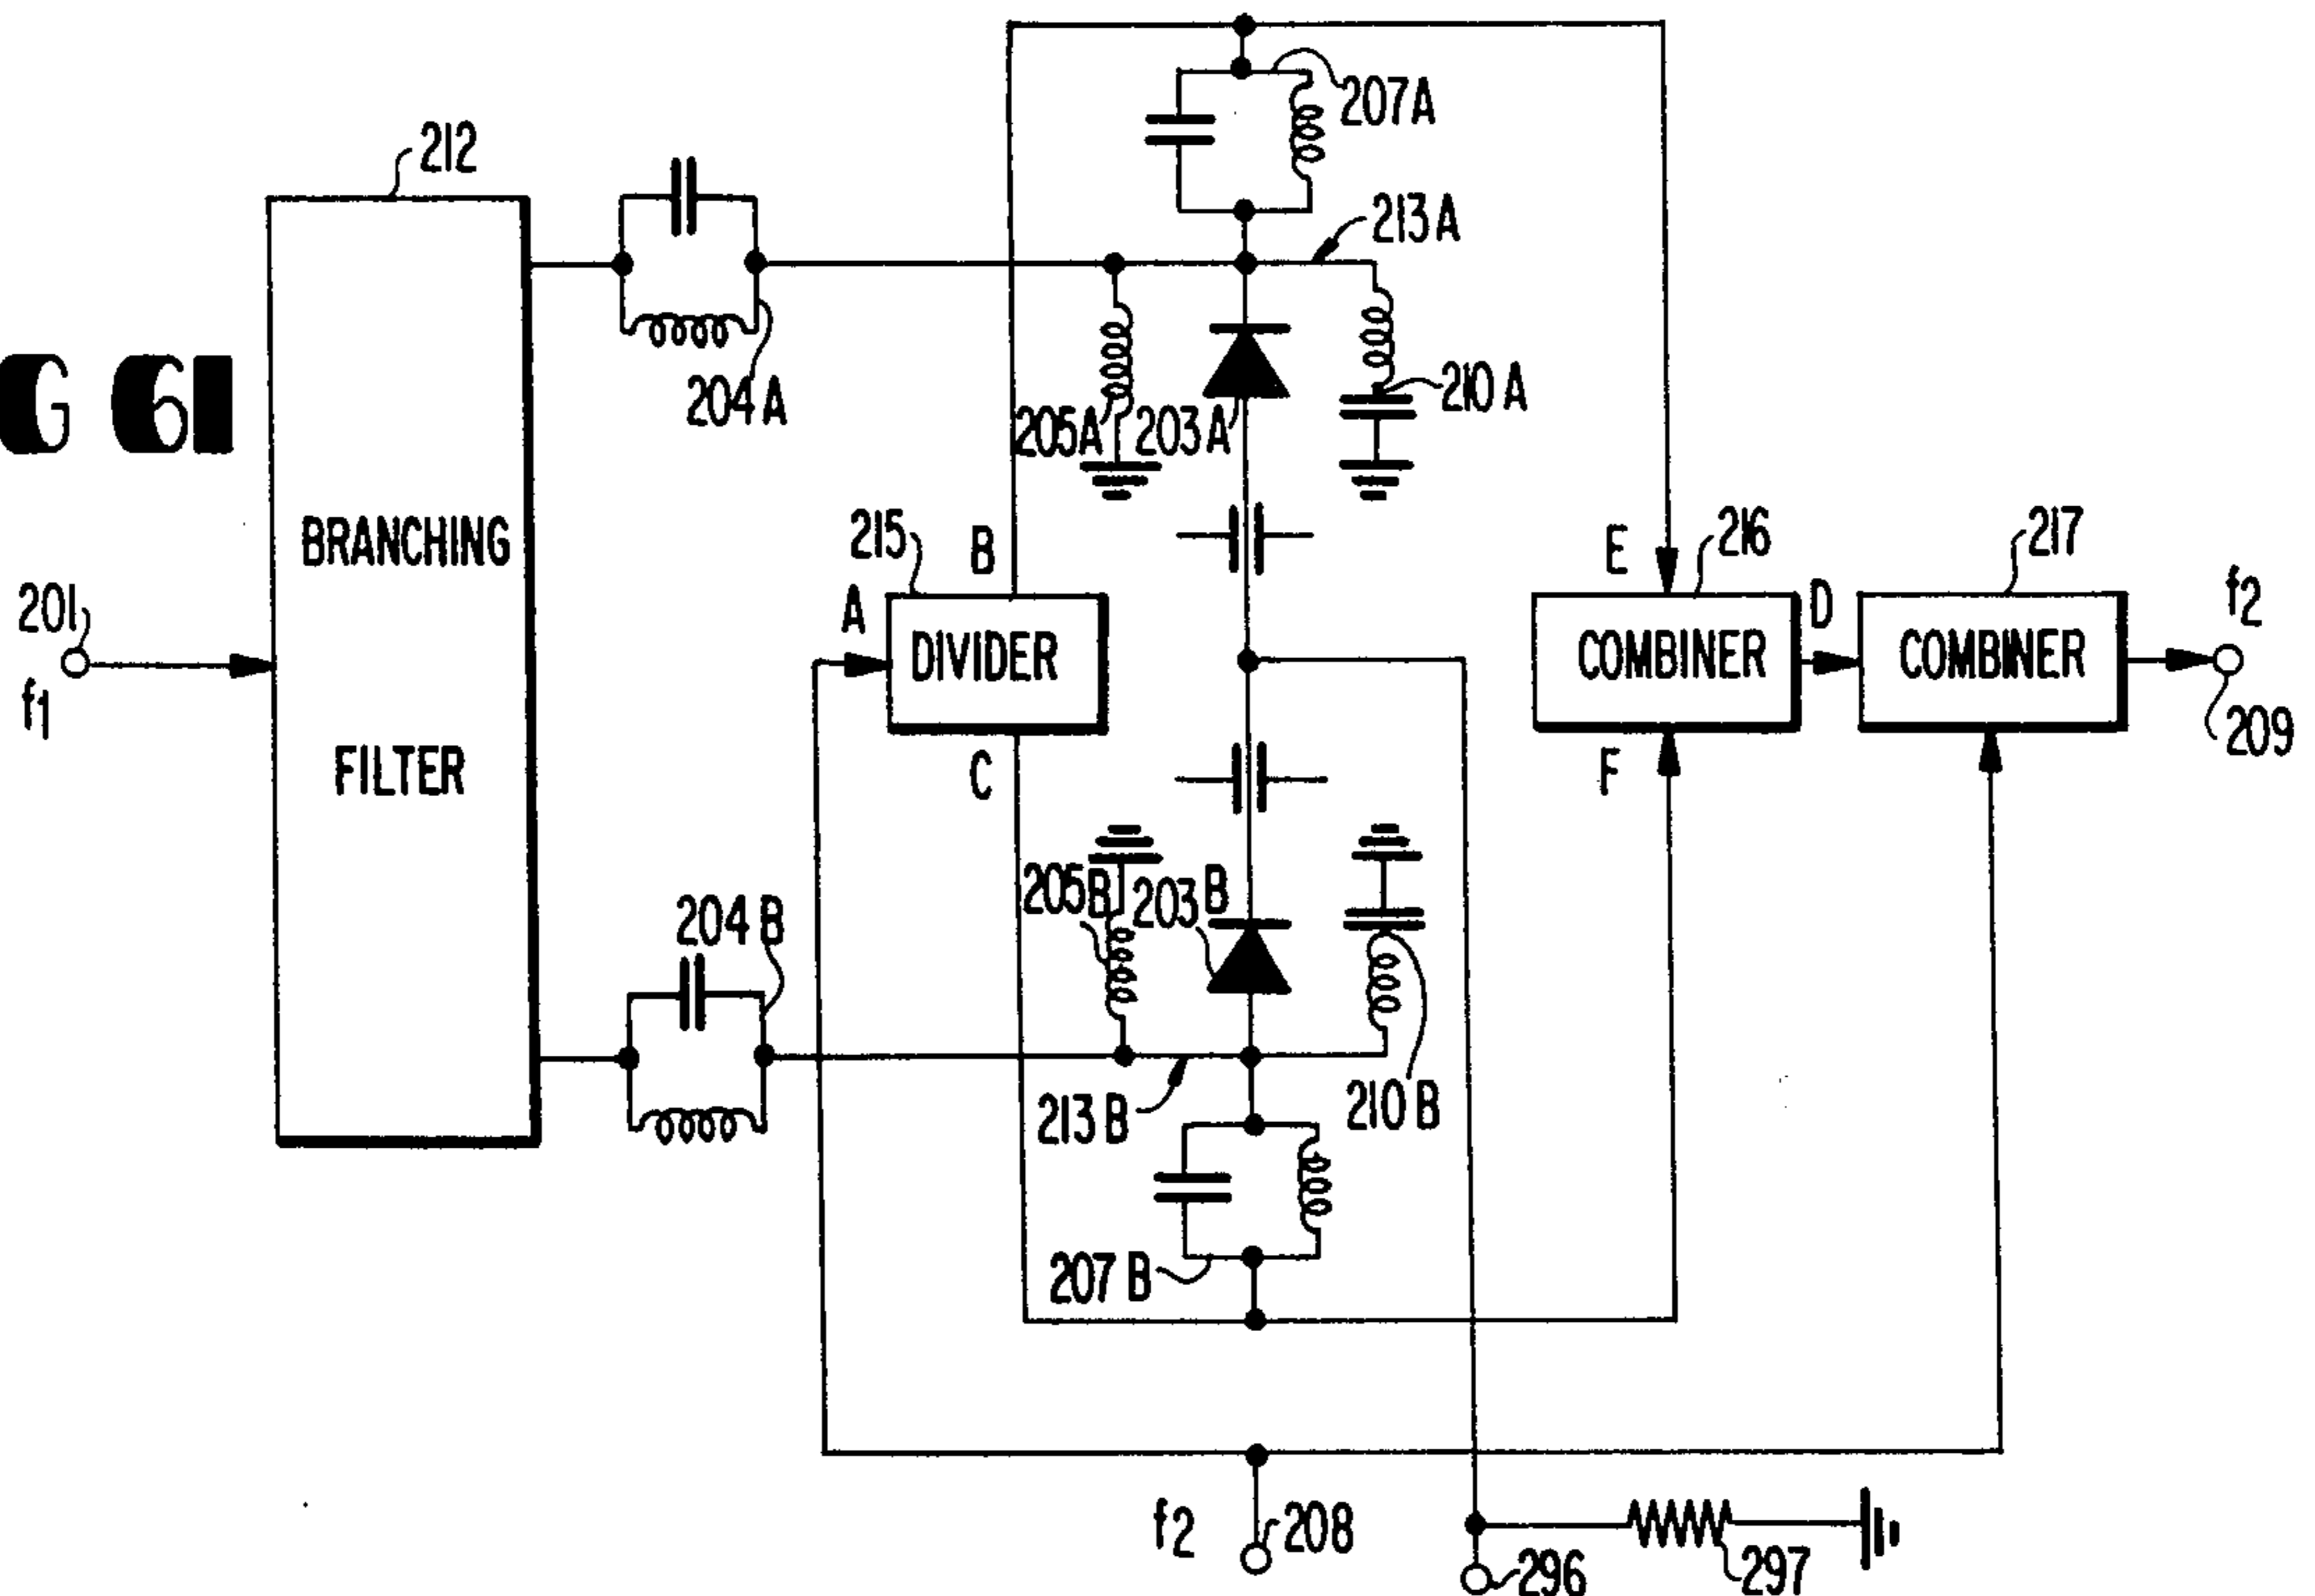 207A
212
213A
G 61
204A
205A
203A
210A
215
B
E
216
217
BRANCHING
201
A
D
f2
DIVIDER
COMBINER
COMBINER
f1
209
C
F
FILTER
205B
203B
204B
213B
210B
207B
f2
208
296
297